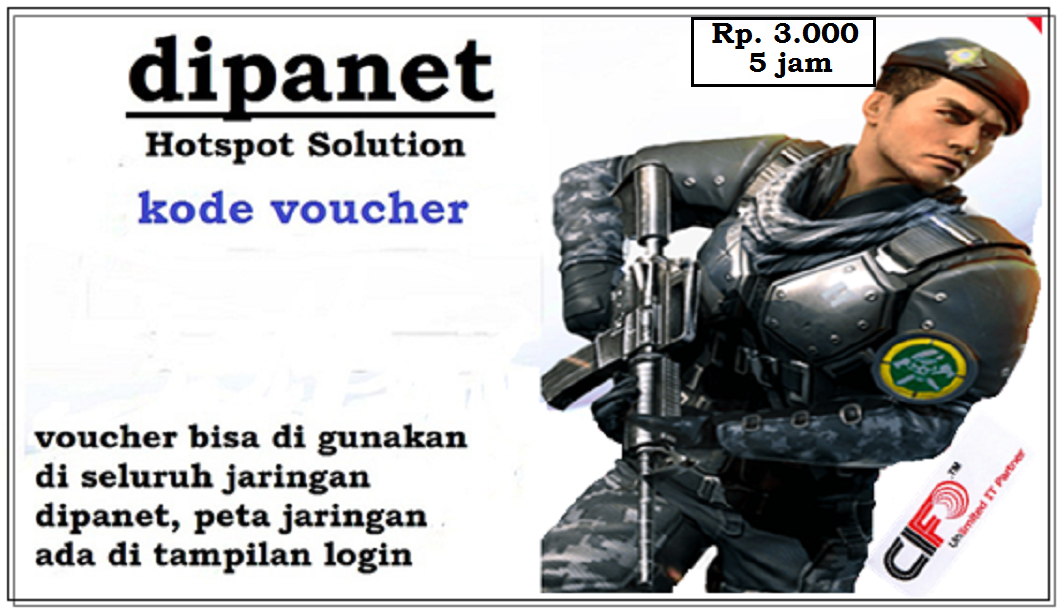 dipanet
Hotspot Solution
kode voucher
Rp. 3.000
5 jam
voucher bisa di gunakan
di seluruh jaringan
dipanet, peta jaringan
ada di tampilan login
CIFO™
Unlimited IT Partner